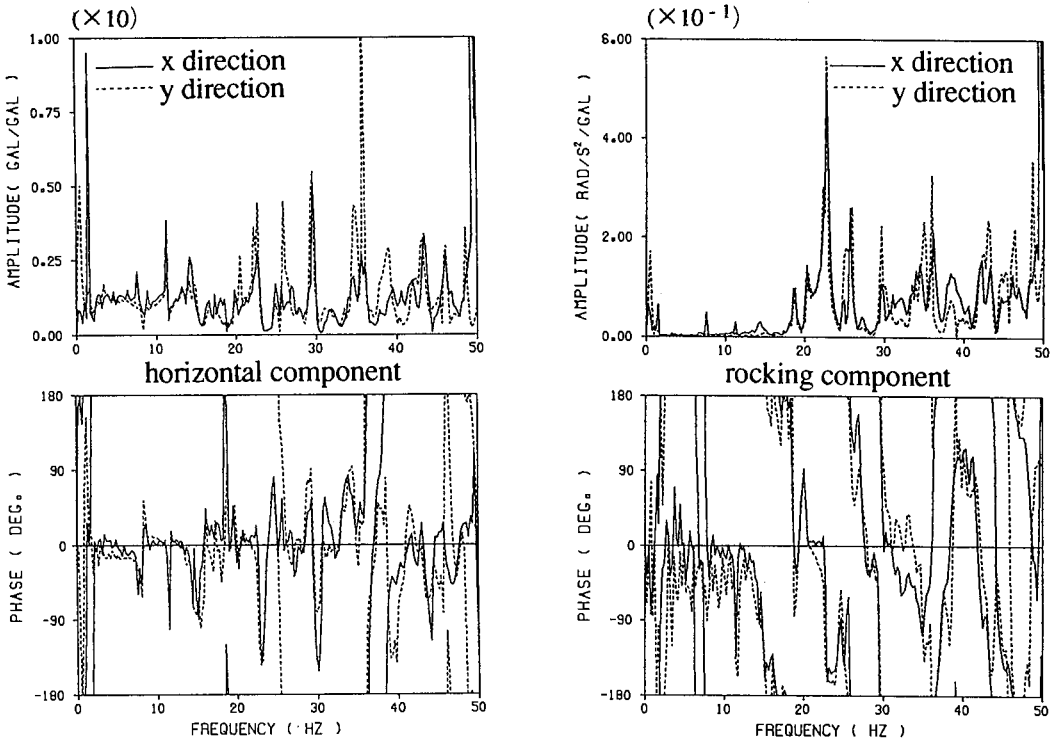 (×10)
1.00
0.75
0.50
0.25
0.00
AMPLITUDE( GAL/GAL )
x direction
y direction
0 10 20 30 40 50
horizontal component
180
90
0
-90
-180
PHASE ( DEG. )
0 10 20 30 40 50
FREQUENCY ( HZ )
(×10⁻¹)
6.00
4.00
2.00
0.00
AMPLITUDE( RAD/S²/GAL )
x direction
y direction
0 10 20 30 40 50
rocking component
180
90
0
-90
-180
PHASE ( DEG. )
0 10 20 30 40 50
FREQUENCY ( HZ )